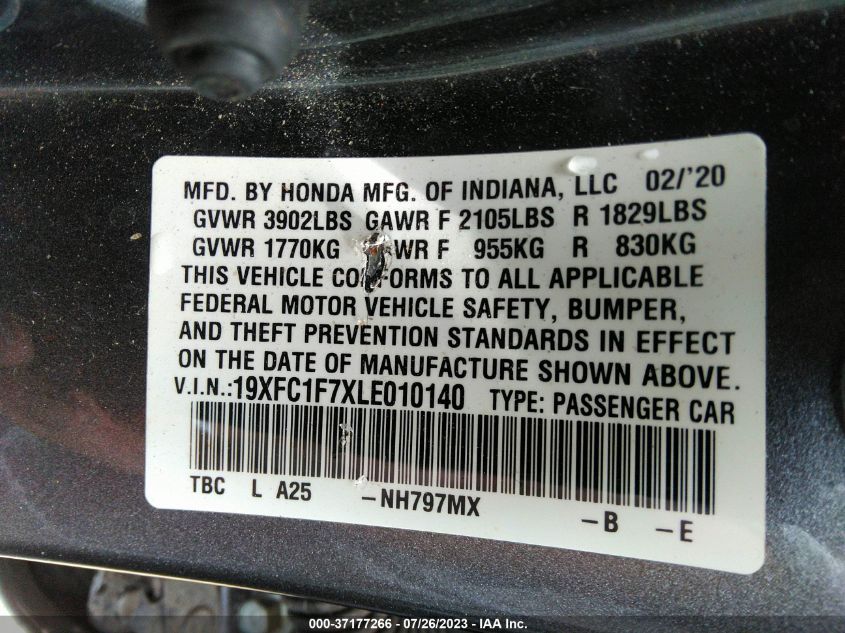 MFD. BY HONDA MFG. OF INDIANA, LLC 02/'20
GVWR 3902LBS GAWR F 2105LBS R 1829LBS
GVWR 1770KG WR F 955KG R 830KG
THIS VEHICLE CONFORMS TO ALL APPLICABLE
FEDERAL MOTOR VEHICLE SAFETY, BUMPER,
AND THEFT PREVENTION STANDARDS IN EFFECT
ON THE DATE OF MANUFACTURE SHOWN ABOVE.
V.I.N.:19XFC1F7XLE010140 TYPE: PASSENGER CAR
TBC L A25 -NH797MX -B -E
000-37177266 - 07/26/2023 - IAA Inc.